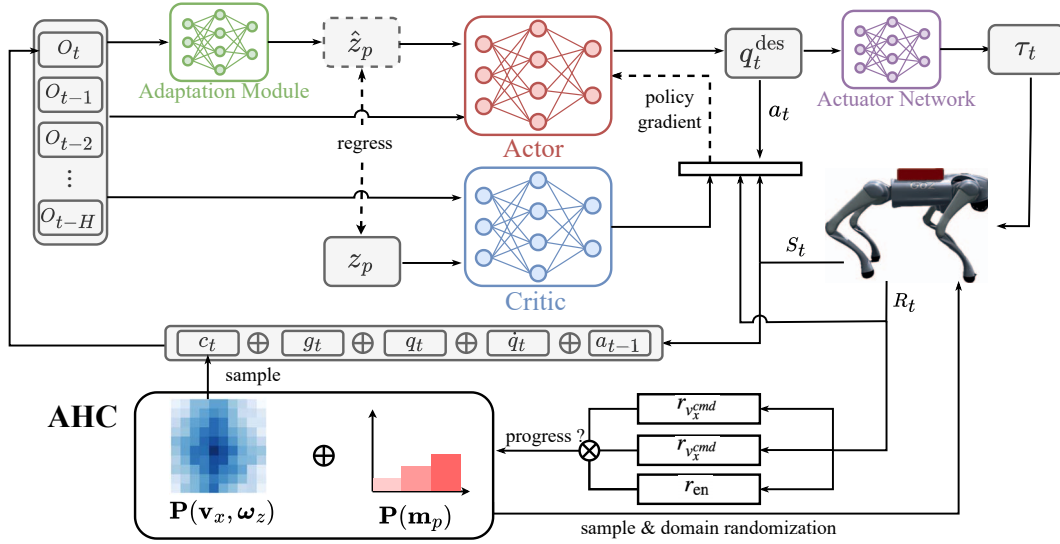 O_t
O_{t-1}
O_{t-2}
⋮
O_{t-H}
Adaptation Module
ẑ_p
regress
z_p
Actor
Critic
policy
gradient
q_t^{des}
a_t
Actuator Network
τ_t
S_t
R_t
c_t ⊕ g_t ⊕ q_t ⊕ q̇_t ⊕ a_{t-1}
sample
AHC
P(v_x, ω_z)
⊕
P(m_p)
progress ?
⊗
r_{v_x^{cmd}}
r_{v_x^{cmd}}
r_{en}
sample & domain randomization